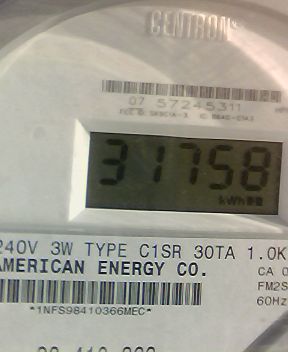 CENTRON
07 57245311
31758
kWh
240V 3W TYPE C1SR 30TA 1.0K
AMERICAN ENERGY CO.
CA 0
FM2S
*1NFS98410366MEC*
60Hz